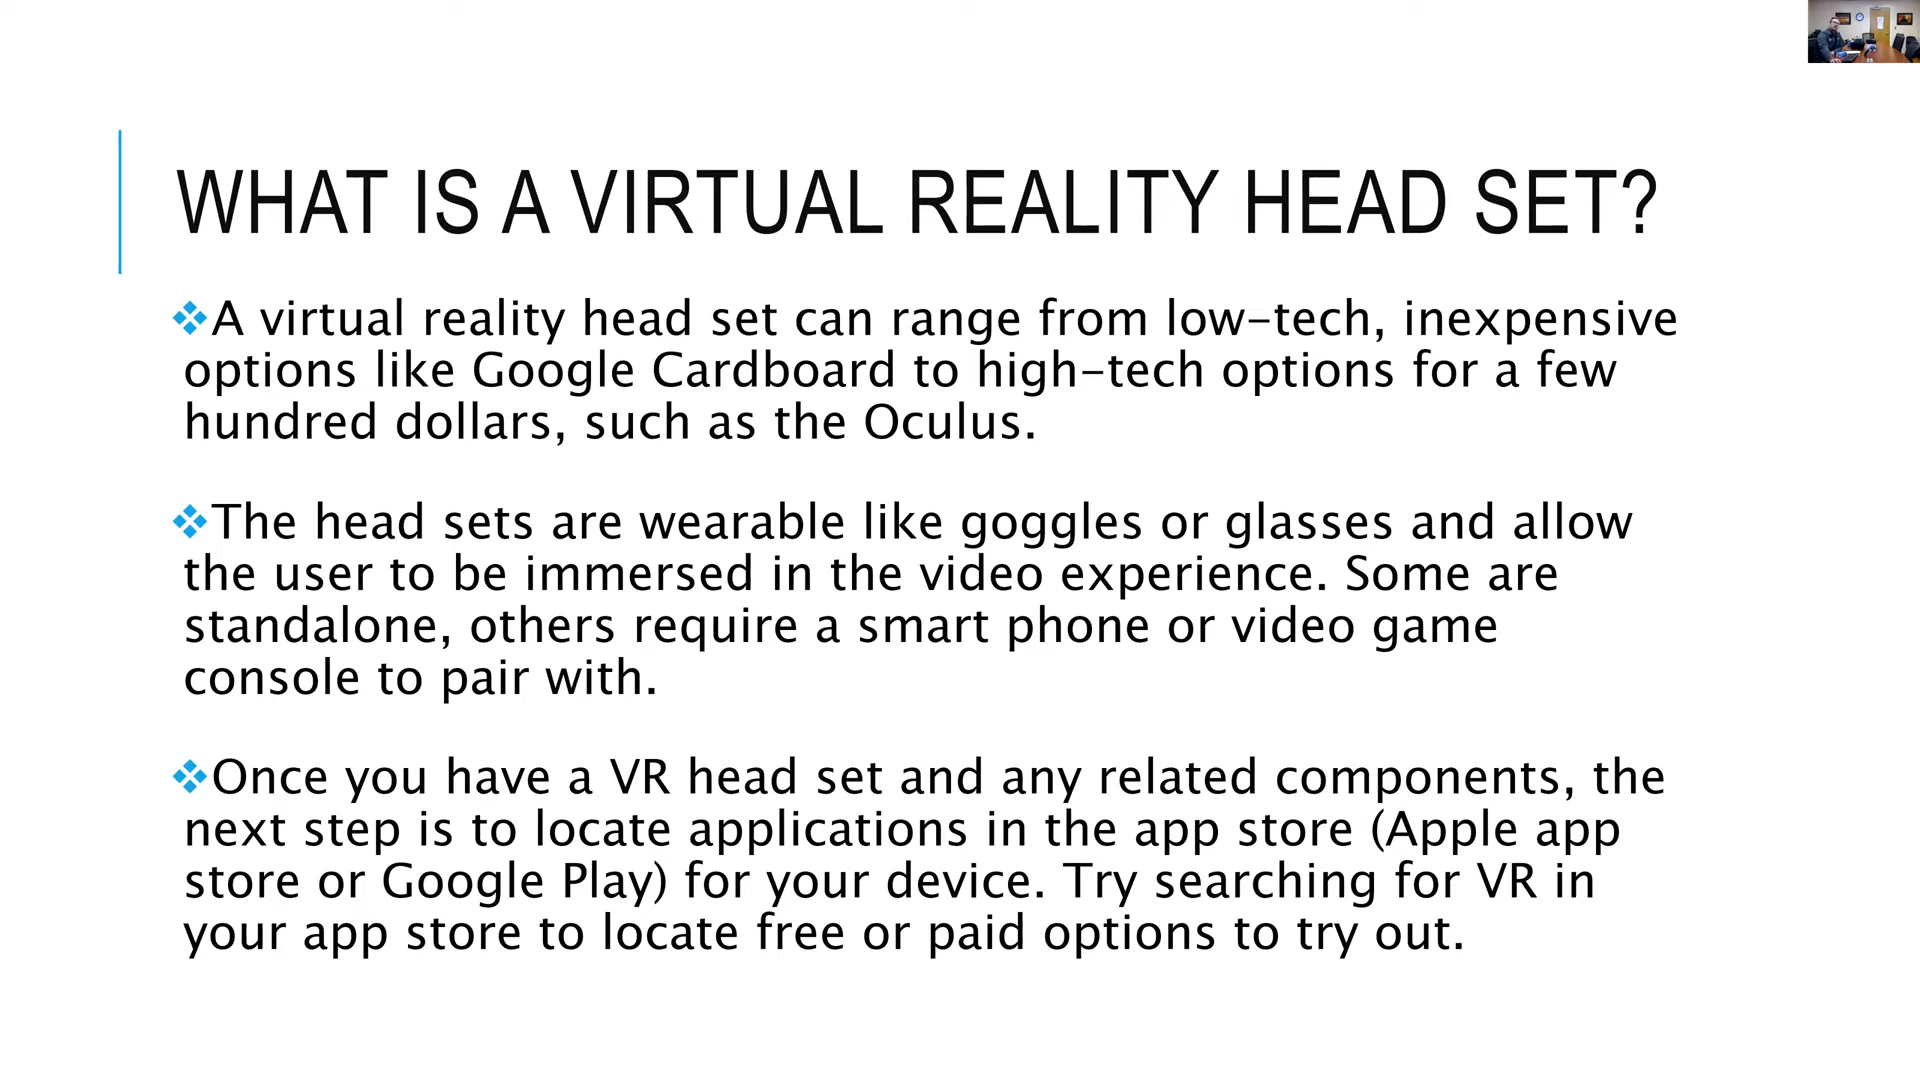 WHAT IS A VIRTUAL REALITY HEAD SET?
❖A virtual reality head set can range from low-tech, inexpensive
options like Google Cardboard to high-tech options for a few
hundred dollars, such as the Oculus.
❖The head sets are wearable like goggles or glasses and allow
the user to be immersed in the video experience. Some are
standalone, others require a smart phone or video game
console to pair with.
❖Once you have a VR head set and any related components, the
next step is to locate applications in the app store (Apple app
store or Google Play) for your device. Try searching for VR in
your app store to locate free or paid options to try out.